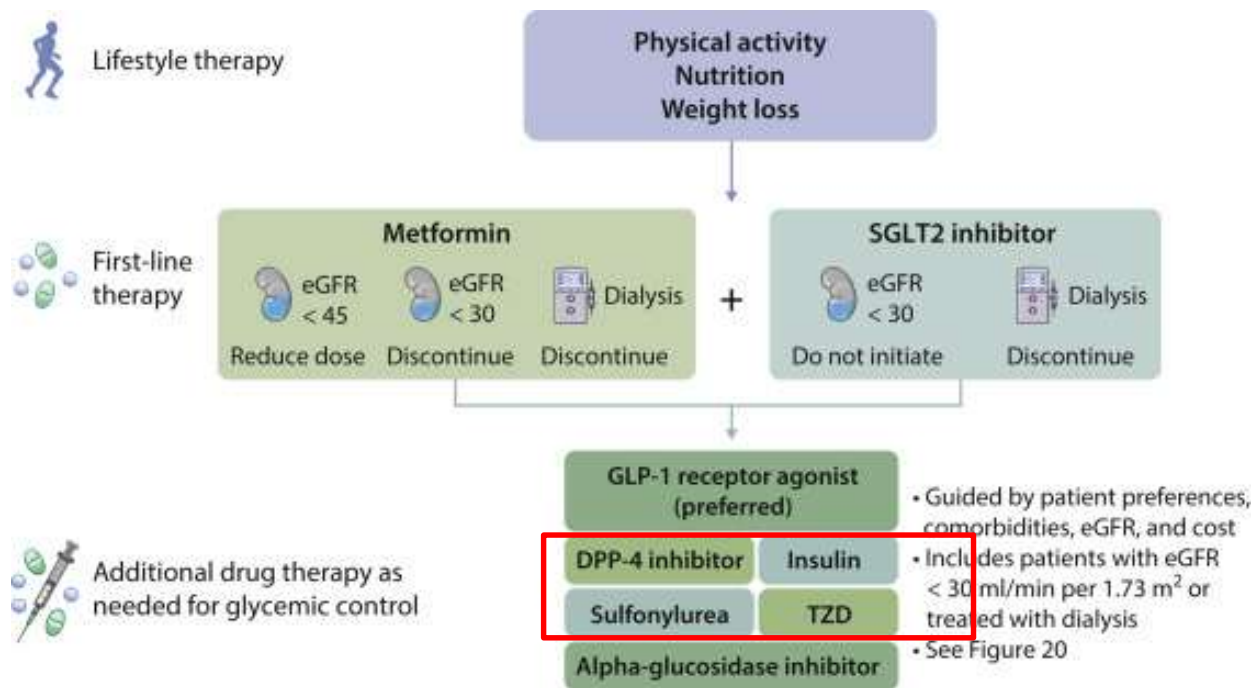 Lifestyle therapy
Physical activity
Nutrition
Weight loss
First-line
therapy
Metformin
eGFR
< 45
Reduce dose
eGFR
< 30
Discontinue
Dialysis
Discontinue
+
SGLT2 inhibitor
eGFR
< 30
Do not initiate
Dialysis
Discontinue
Additional drug therapy as
needed for glycemic control
GLP-1 receptor agonist
(preferred)
DPP-4 inhibitor
Insulin
Sulfonylurea
TZD
Alpha-glucosidase inhibitor
• Guided by patient preferences,
comorbidities, eGFR, and cost
• Includes patients with eGFR
< 30 ml/min per 1.73 m² or
treated with dialysis
• See Figure 20